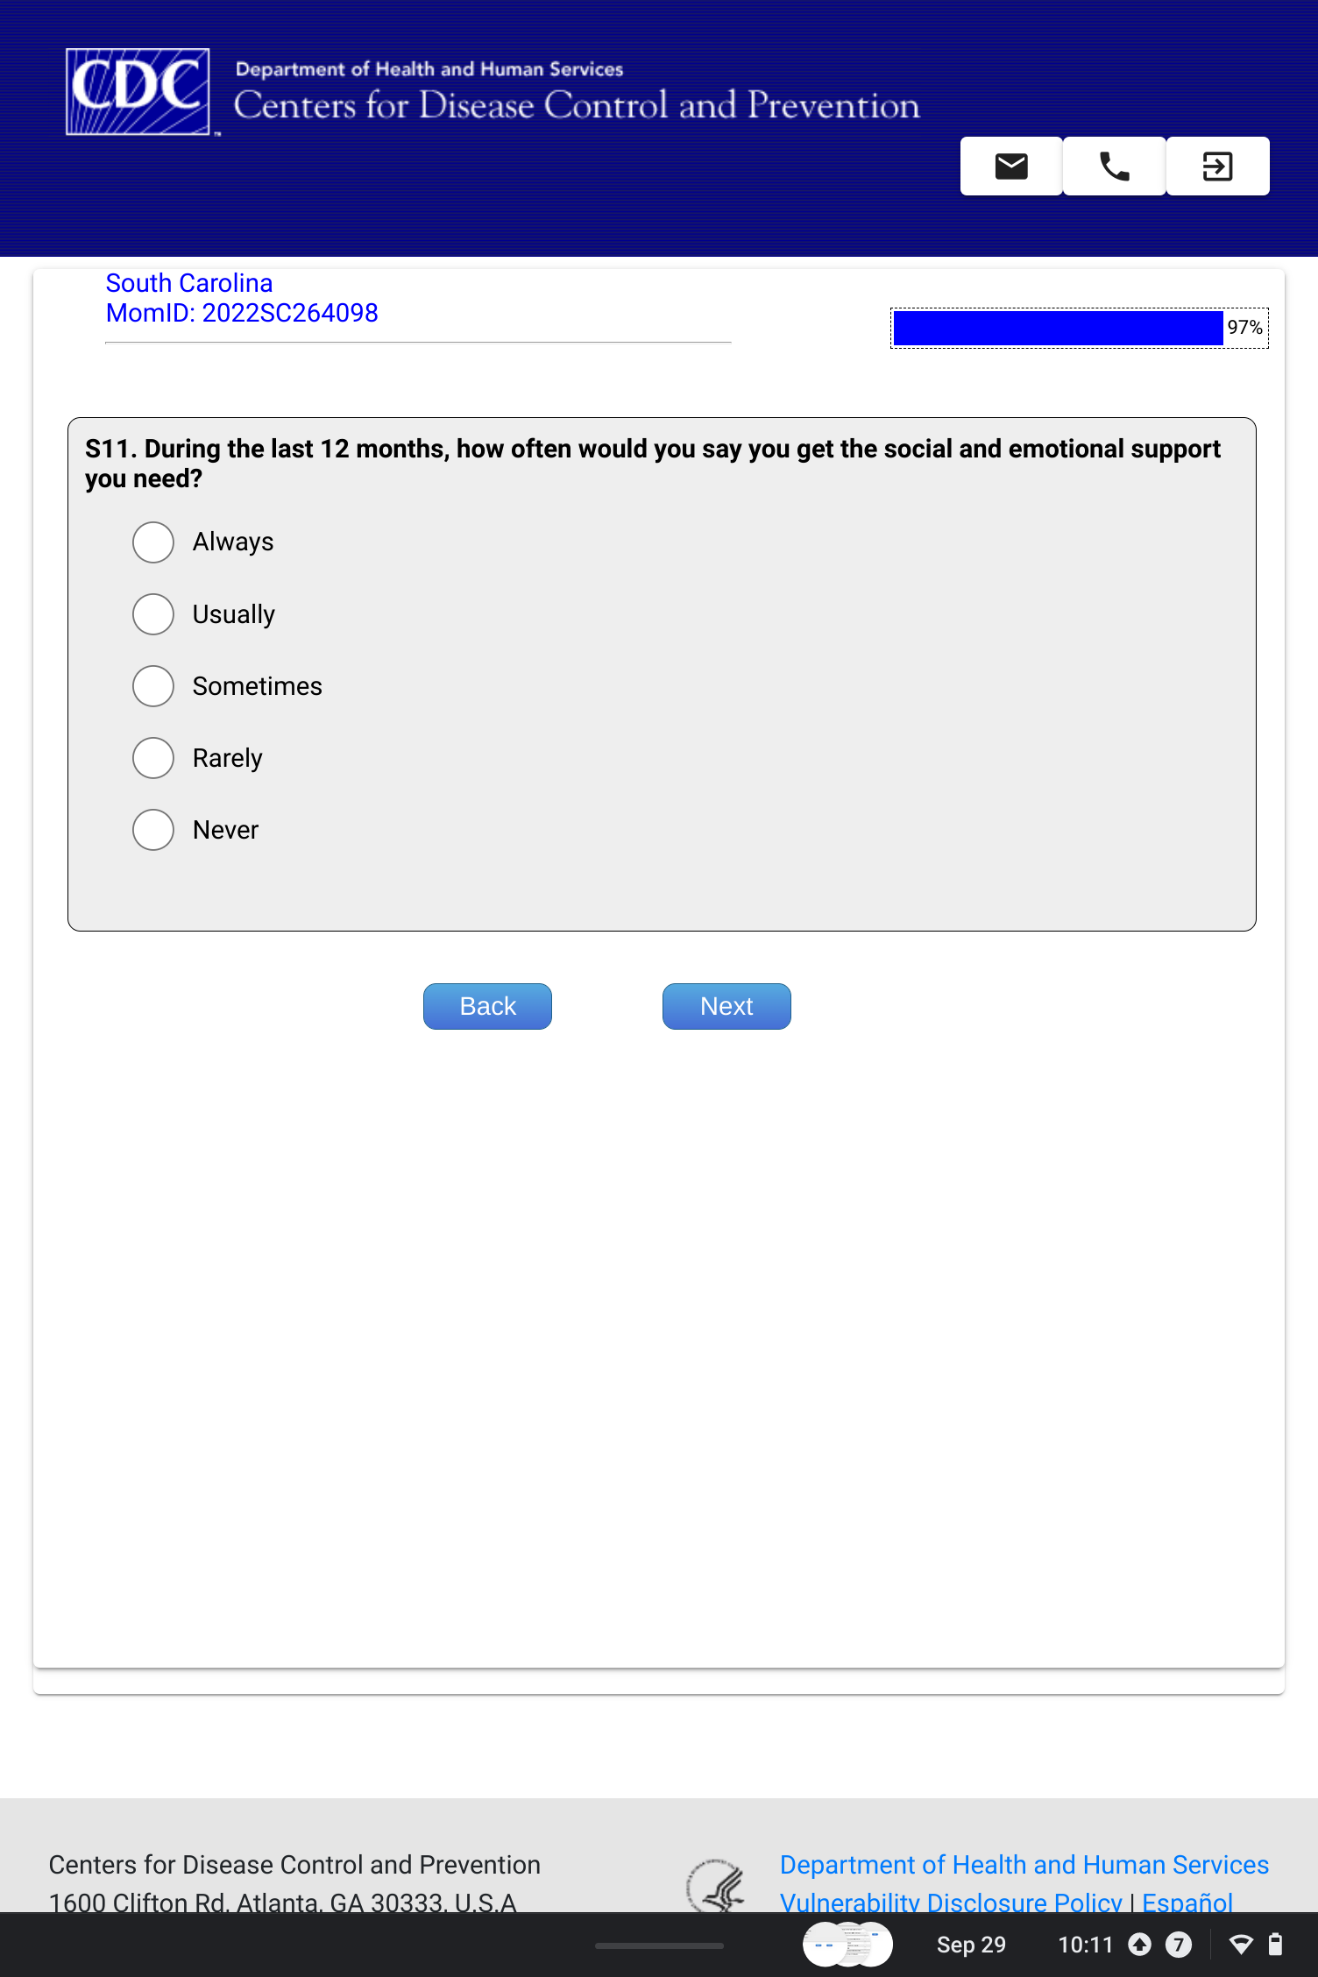 CDC
TM
Department of Health and Human Services
Centers for Disease Control and Prevention
South Carolina
MomID: 2022SC264098
97%
S11. During the last 12 months, how often would you say you get the social and emotional support
you need?
Always
Usually
Sometimes
Rarely
Never
Back
Next
Centers for Disease Control and Prevention
1600 Clifton Rd. Atlanta, GA 30333, U.S.A
Department of Health and Human Services
Vulnerability Disclosure Policy | Español
Sep 29
10:11
7